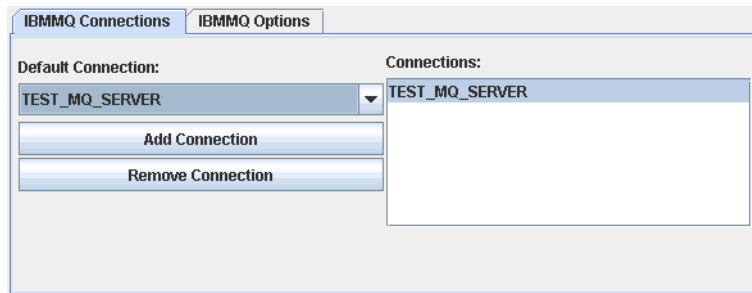 IBMMQ Connections
IBMMQ Options
Default Connection:
TEST_MQ_SERVER
Add Connection
Remove Connection
Connections:
TEST_MQ_SERVER